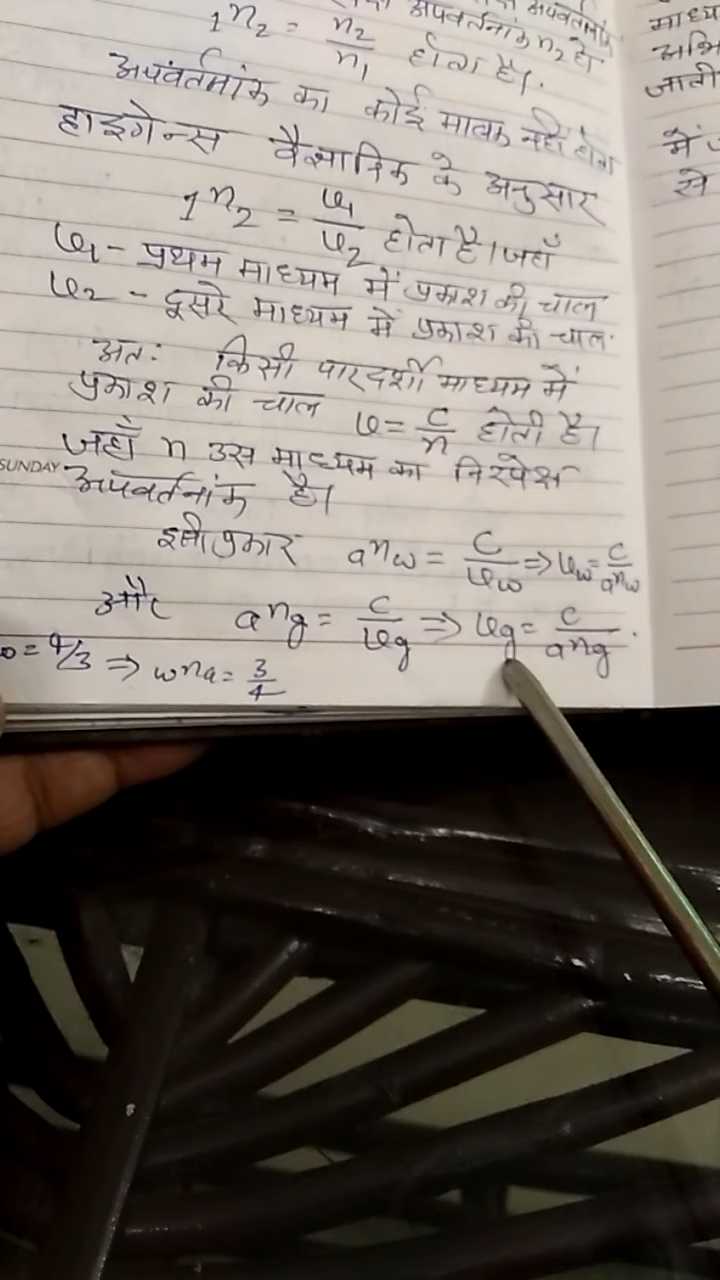 अपवर्तनांक n₂ हो
₁n₂ = n₂/n₁ होता है।
अपवर्तनांक का कोई मात्रक नहीं होता
हाइगेन्स वैज्ञानिक के अनुसार
₁n₂ = v₁/v₂ होता है। जहाँ
v₁ - प्रथम माध्यम में प्रकाश की चाल
v₂ - दूसरे माध्यम में प्रकाश की चाल
अतः किसी पारदर्शी माध्यम में
प्रकाश की चाल v = c/n होती है।
जहाँ n उस माध्यम का निरपेक्ष
SUNDAY
अपवर्तनांक है।
इसी प्रकार ₐn_w = c/v_w ⇒ v_w = c/ₐn_w
और ₐn_g = c/v_g ⇒ v_g = c/ₐn_g
= 4/3 ⇒ wnₐ = 3/4
माध्य
जाती
में
से